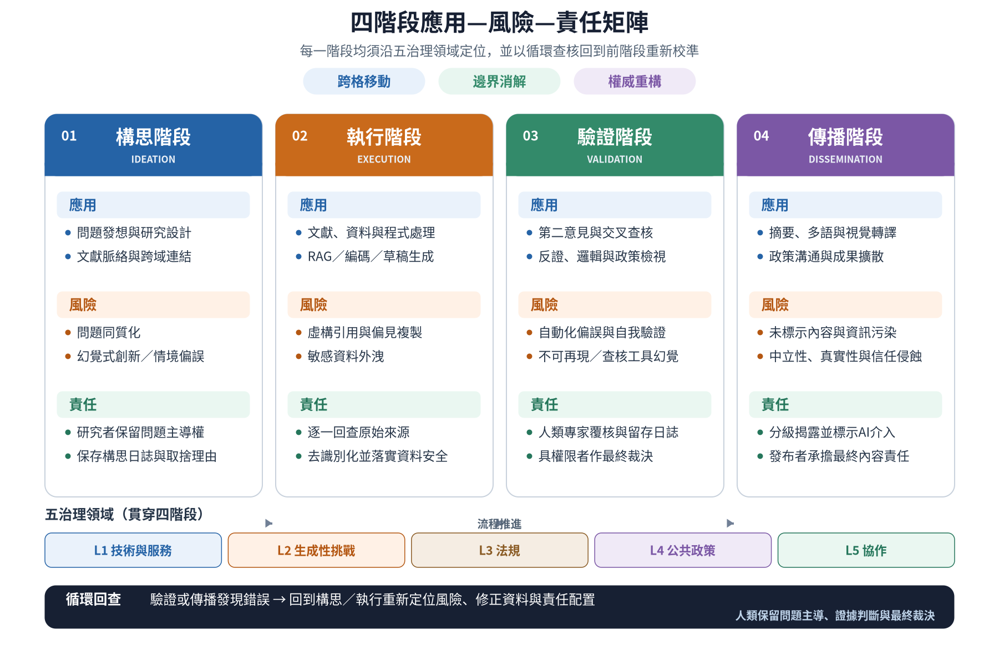 四階段應用—風險—責任矩陣
每一階段均須沿五治理領域定位，並以循環查核回到前階段重新校準
跨格移動
邊界消解
權威重構
01
構思階段
IDEATION
應用
問題發想與研究設計
文獻脈絡與跨域連結
風險
問題同質化
幻覺式創新／情境偏誤
責任
研究者保留問題主導權
保存構思日誌與取捨理由
02
執行階段
EXECUTION
應用
文獻、資料與程式處理
RAG／編碼／草稿生成
風險
虛構引用與偏見複製
敏感資料外洩
責任
逐一回查原始來源
去識別化並落實資料安全
03
驗證階段
VALIDATION
應用
第二意見與交叉查核
反證、邏輯與政策檢視
風險
自動化偏誤與自我驗證
不可再現／查核工具幻覺
責任
人類專家覆核與留存日誌
具權限者作最終裁決
04
傳播階段
DISSEMINATION
應用
摘要、多語與視覺轉譯
政策溝通與成果擴散
風險
未標示內容與資訊污染
中立性、真實性與信任侵蝕
責任
分級揭露並標示AI介入
發布者承擔最終內容責任
五治理領域（貫穿四階段）
流程推進
L1 技術與服務
L2 生成性挑戰
L3 法規
L4 公共政策
L5 協作
循環回查
驗證或傳播發現錯誤 → 回到構思／執行重新定位風險、修正資料與責任配置
人類保留問題主導、證據判斷與最終裁決